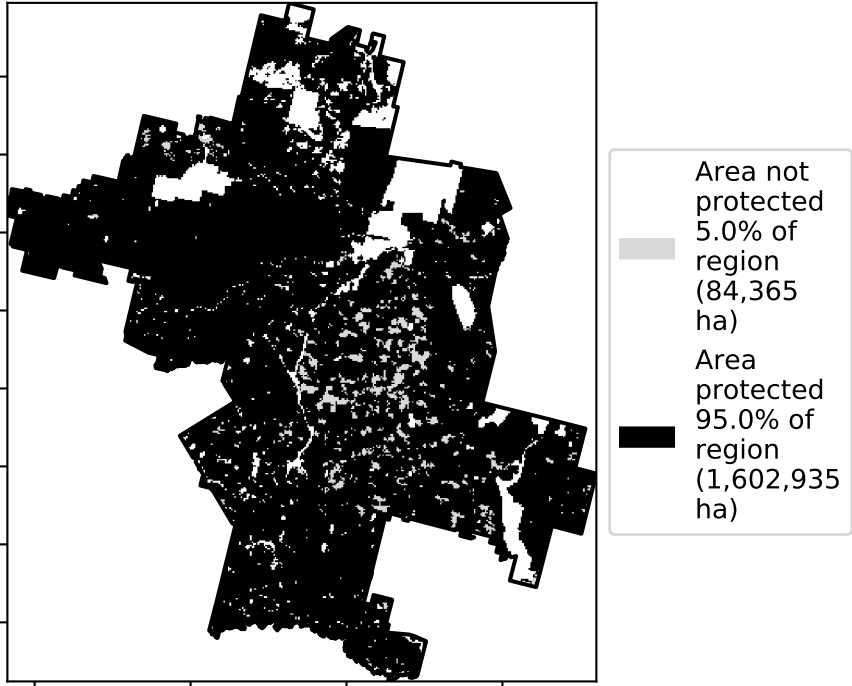 Area not
protected
5.0% of
region
(84,365
ha)
Area
protected
95.0% of
region
(1,602,935
ha)